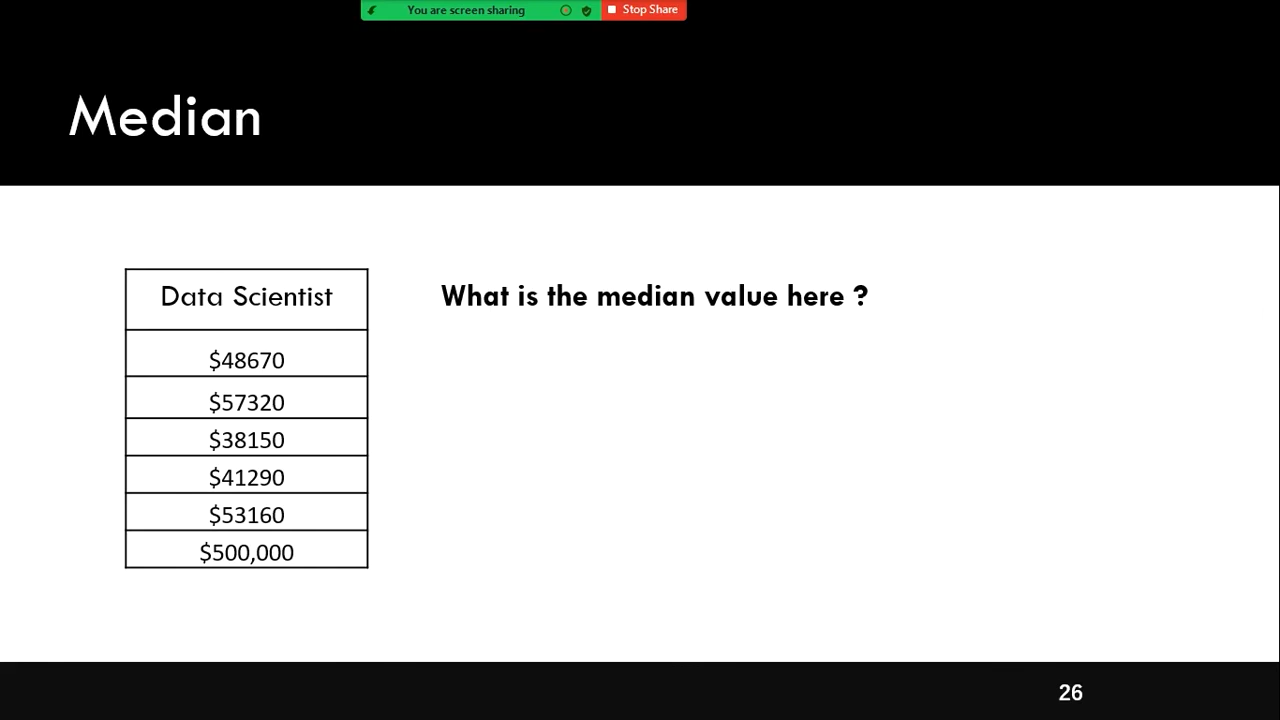 You are screen sharing
Stop Share
Median
Data Scientist
What is the median value here ?
$48670
$57320
$38150
$41290
$53160
$500,000
26